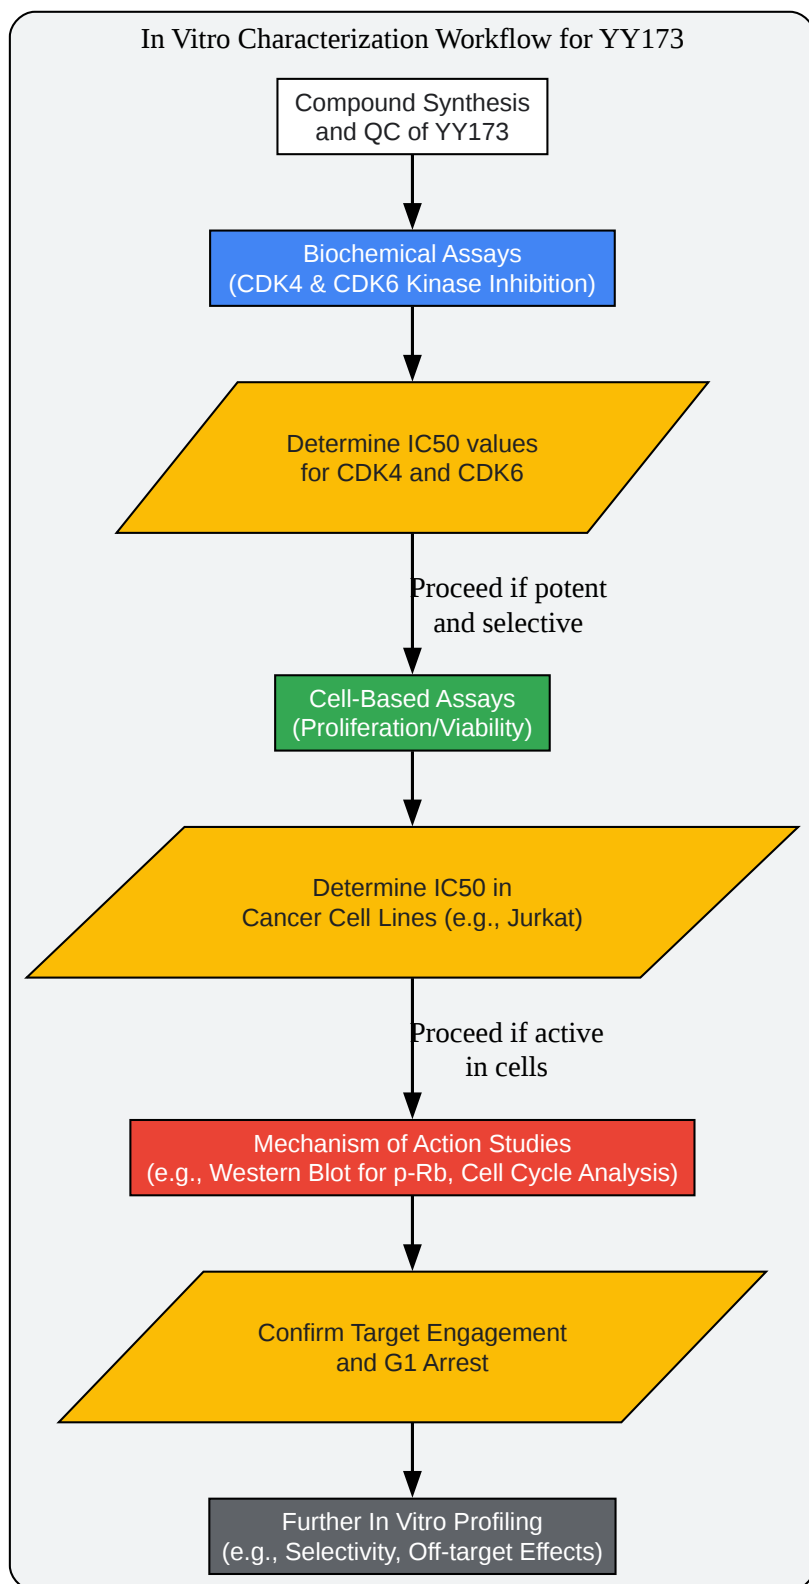 In Vitro Characterization Workflow for YY173
Compound Synthesis
and QC of YY173
Biochemical Assays
(CDK4 & CDK6 Kinase Inhibition)
Determine IC50 values
for CDK4 and CDK6
Proceed if potent
and selective
Cell-Based Assays
(Proliferation/Viability)
Determine IC50 in
Cancer Cell Lines (e.g., Jurkat)
Proceed if active
in cells
Mechanism of Action Studies
(e.g., Western Blot for p-Rb, Cell Cycle Analysis)
Confirm Target Engagement
and G1 Arrest
Further In Vitro Profiling
(e.g., Selectivity, Off-target Effects)